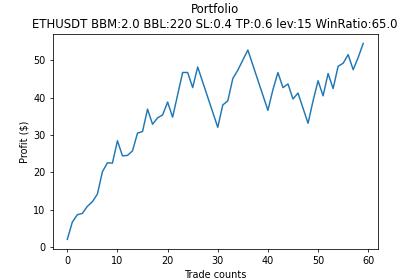 Portfolio
ETHUSDT BBM:2.0 BBL:220 SL:0.4 TP:0.6 lev:15 WinRatio:65.0
50
40
30
20
10
0
Profit ($)
0 10 20 30 40 50 60
Trade counts